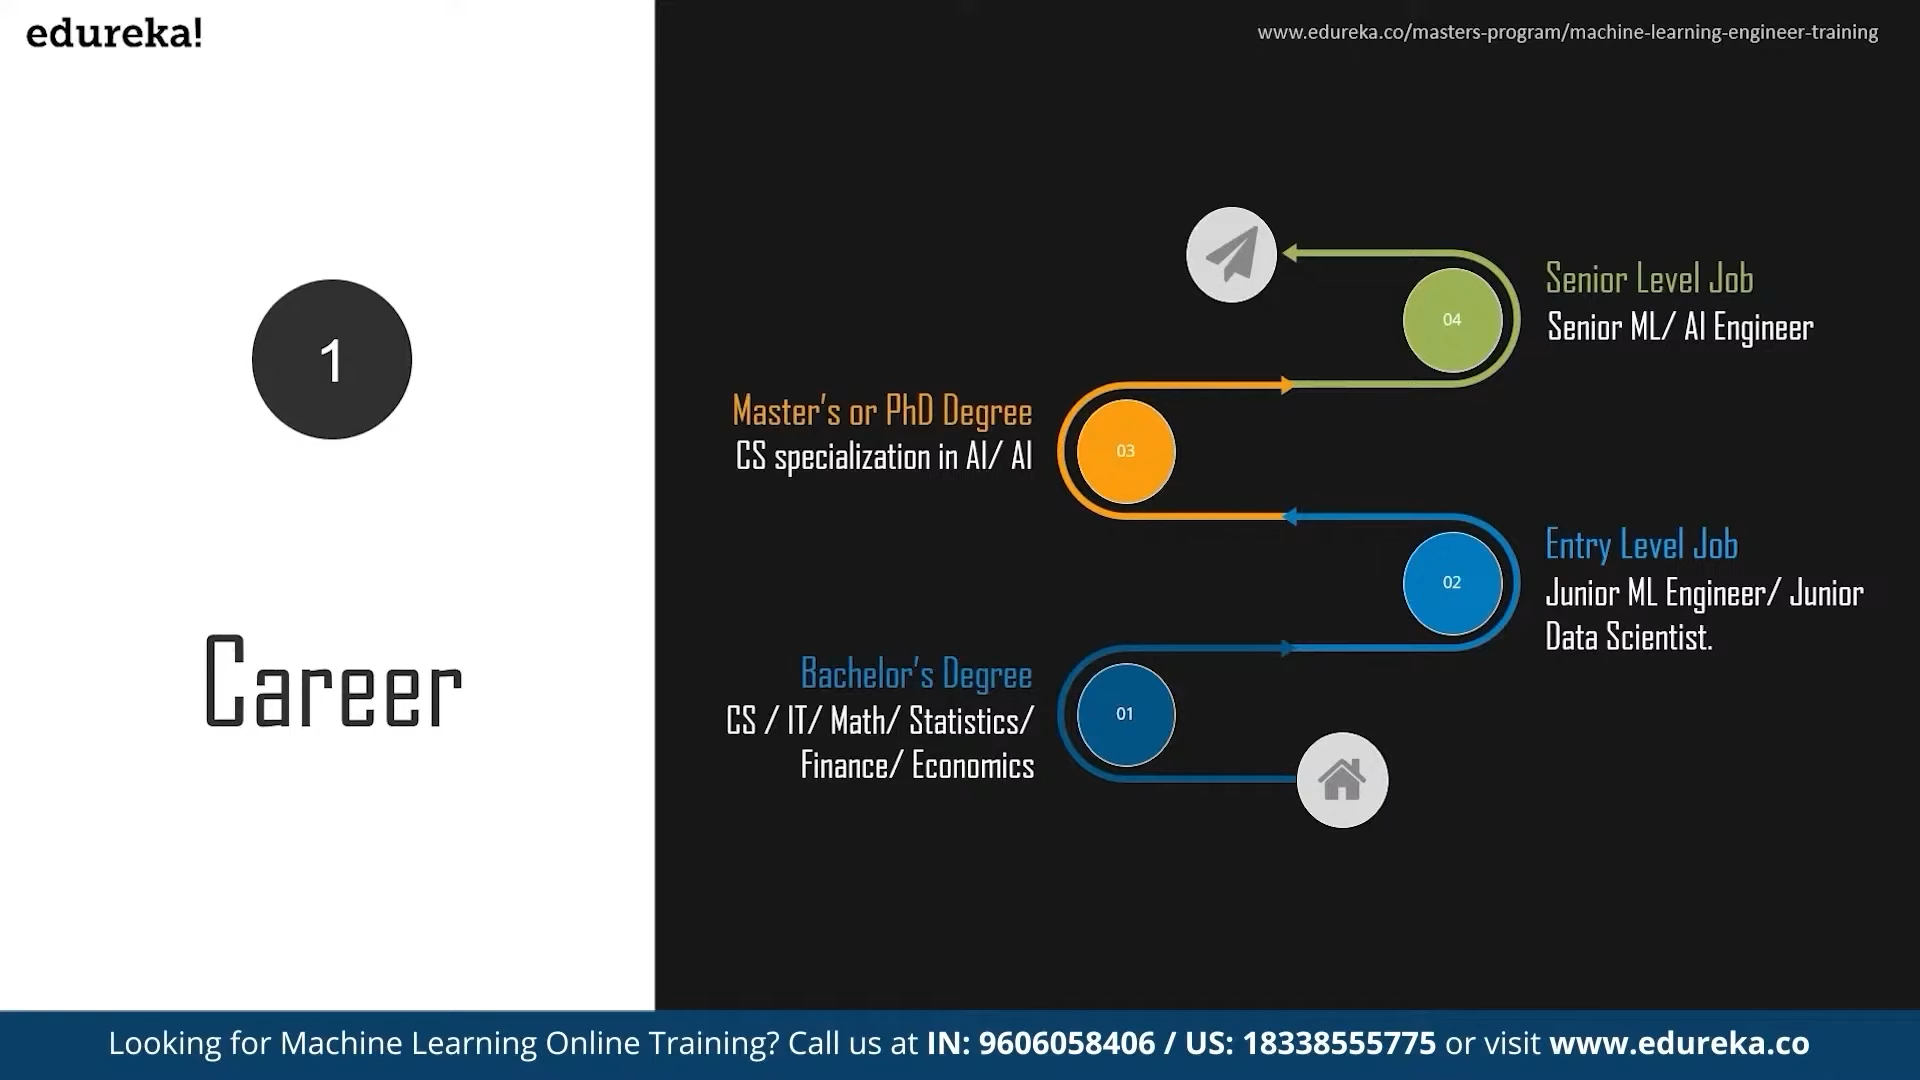 edureka!
www.edureka.co/masters-program/machine-learning-engineer-training
1
Career
04
Senior Level Job
Senior ML/ AI Engineer
Master's or PhD Degree
CS specialization in AI/ AI
03
02
Entry Level Job
Junior ML Engineer/ Junior
Data Scientist.
Bachelor's Degree
CS / IT/ Math/ Statistics/
Finance/ Economics
01
Looking for Machine Learning Online Training? Call us at IN: 9606058406 / US: 18338555775 or visit www.edureka.co